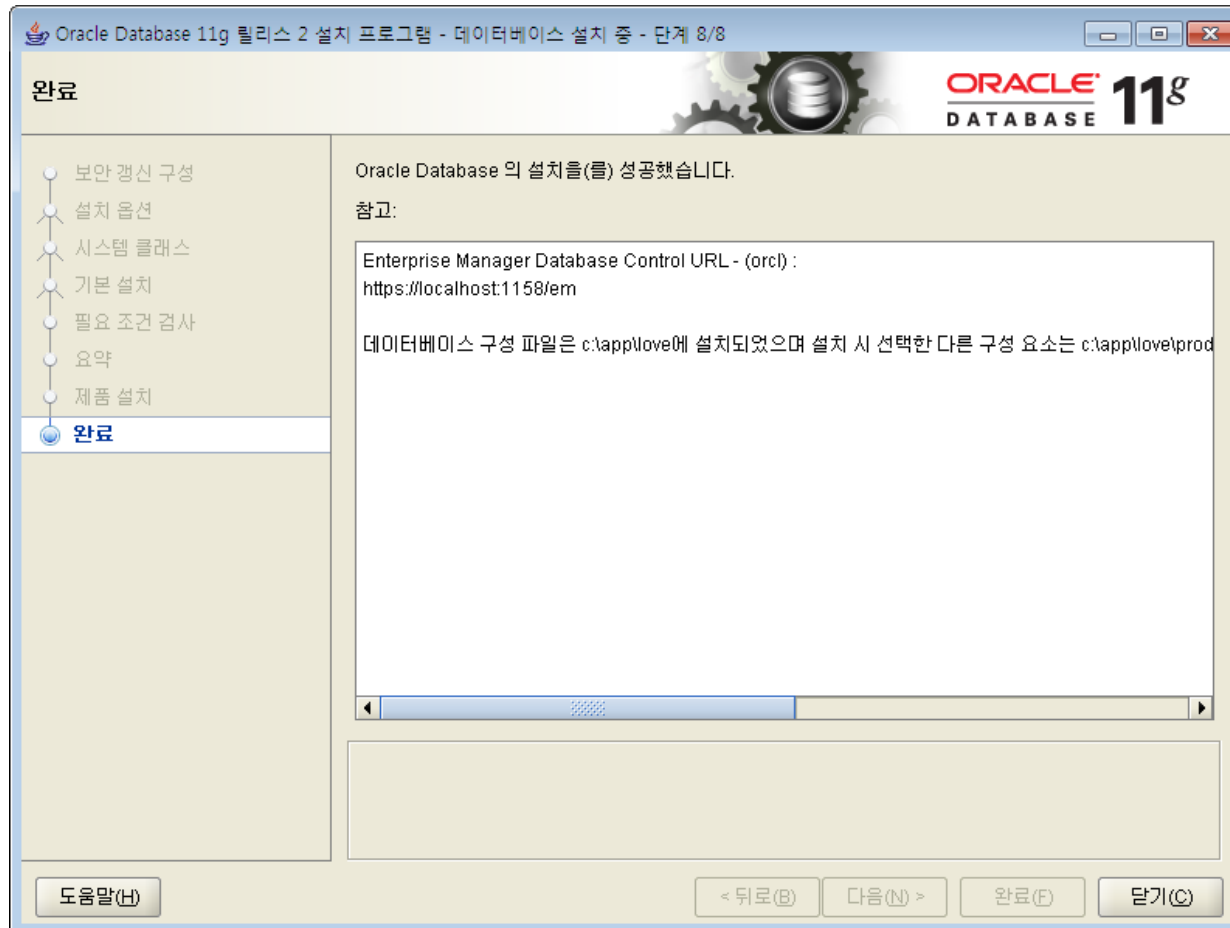 Oracle Database 11g 릴리스 2 설치 프로그램 - 데이터베이스 설치 중 - 단계 8/8
완료
ORACLE
DATABASE
11g
보안 갱신 구성
설치 옵션
시스템 클래스
기본 설치
필요 조건 검사
요약
제품 설치
완료
Oracle Database 의 설치을(를) 성공했습니다.
참고:
Enterprise Manager Database Control URL - (orcl) :
https://localhost:1158/em
데이터베이스 구성 파일은 c:\app\love에 설치되었으며 설치 시 선택한 다른 구성 요소는 c:\app\love\prod
도움말(H)
< 뒤로(B)
다음(N) >
완료(F)
닫기(C)